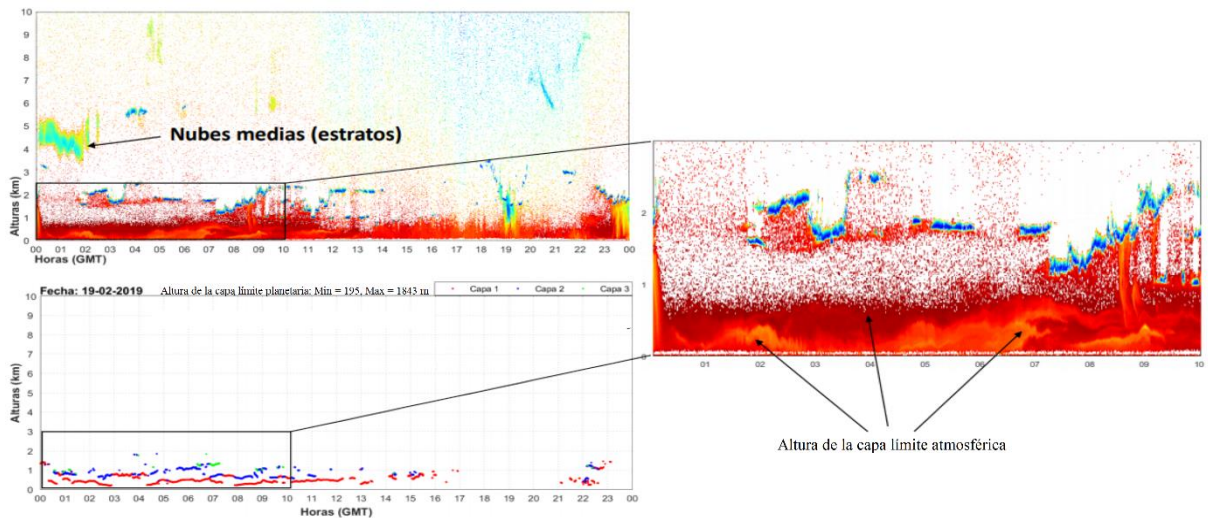 10
9
8
7
6
5
4
3
2
1
0
Alturas (km)
Nubes medias (estratos)
00 01 02 03 04 05 06 07 08 09 10 11 12 13 14 15 16 17 18 19 20 21 22 23 00
Horas (GMT)
Fecha: 19-02-2019 Altura de la capa límite planetaria: Min = 195, Max = 1843 m Capa 1 Capa 2 Capa 3
10
9
8
7
6
5
4
3
2
1
0
Alturas (km)
00 01 02 03 04 05 06 07 08 09 10 11 12 13 14 15 16 17 18 19 20 21 22 23 00
Horas (GMT)
2
1
0
01 02 03 04 05 06 07 08 09 10
Altura de la capa límite atmosférica